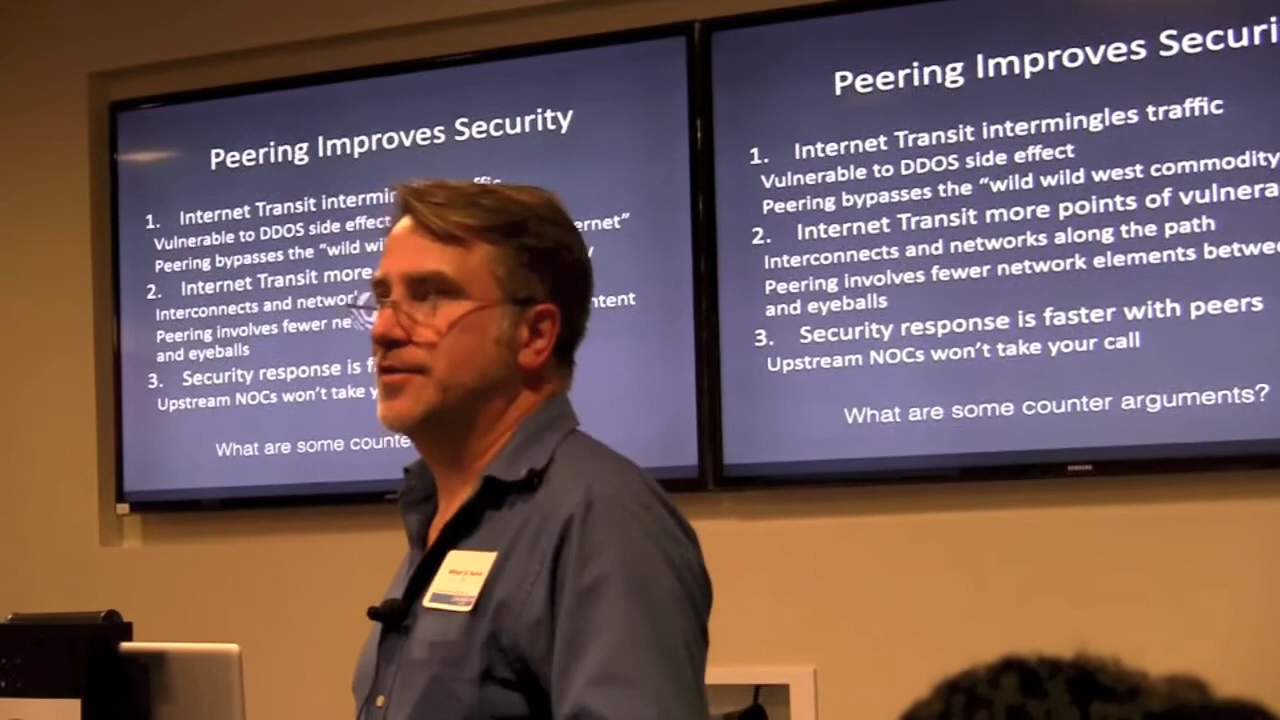 Peering Improves Security
1. Internet Transit
Vulnerable to DDOS side effect
Peering bypasses the "wild
2. Internet Transit more
Interconnects and
Peering involves fewer
and eyeballs
3. Security response is
Upstream NOCs won't take
What are some
Peering Improves
1. Internet Transit intermingles traffic
Vulnerable to DDOS side effect
Peering bypasses the "wild wild west commodity
2. Internet Transit more points of
Interconnects and networks along the path
Peering involves fewer network elements
and eyeballs
3. Security response is faster with peers
Upstream NOCs won't take your call
What are some counter arguments?
SAMSUNG